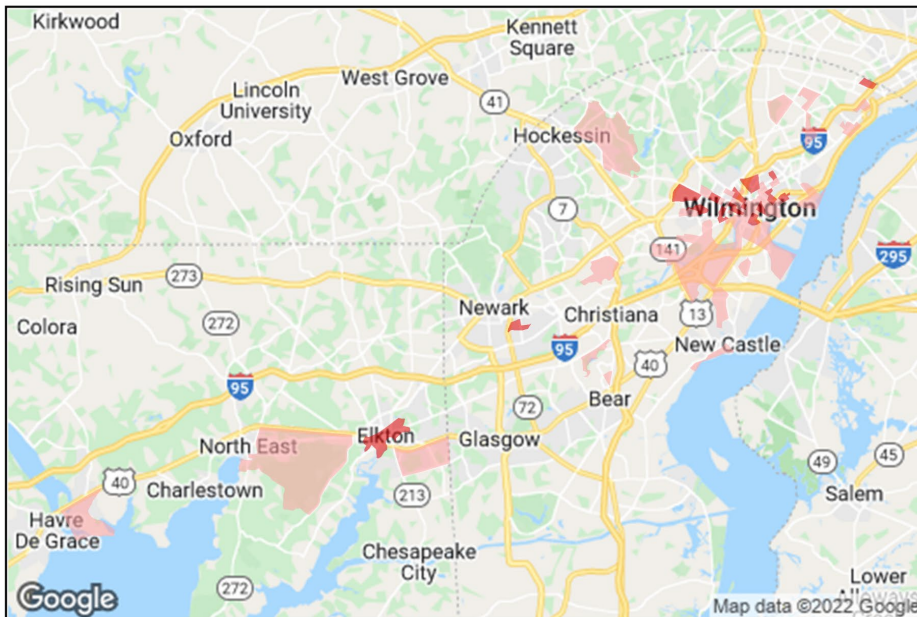 Kirkwood
Kennett
Square
West Grove
Lincoln
University
41
Oxford
Hockessin
95
7
Wilmington
141
295
273
Rising Sun
Newark
Christiana
13
272
Colora
95
New Castle
40
95
Bear
72
Elkton
North East
Glasgow
49
45
40
Charlestown
213
Salem
Havre
De Grace
Chesapeake
City
272
Lower
Google
Map data ©2022 Google